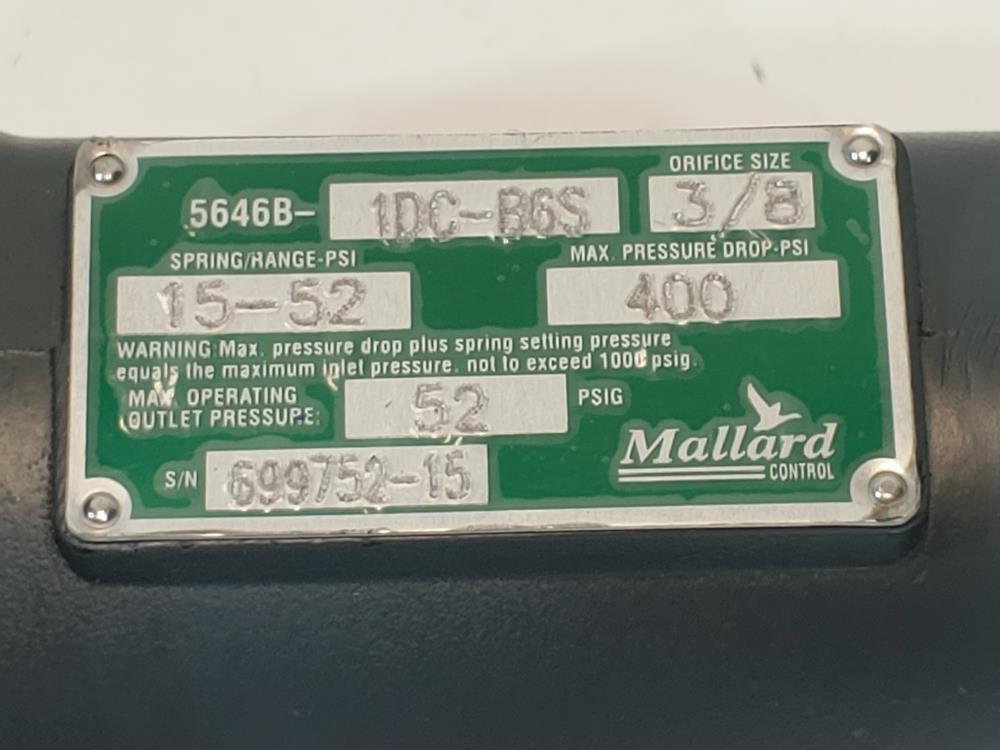 ORIFICE SIZE
5646B- 1DC-B6S 3/8
SPRING/RANGE-PSI MAX. PRESSURE DROP-PSI
15-52 400
WARNING: Max. pressure drop plus spring setting pressure
equals the maximum inlet pressure. not to exceed 1000 psig.
MAX. OPERATING
OUTLET PRESSURE: 52 PSIG
Mallard
CONTROL
S/N 699752-15